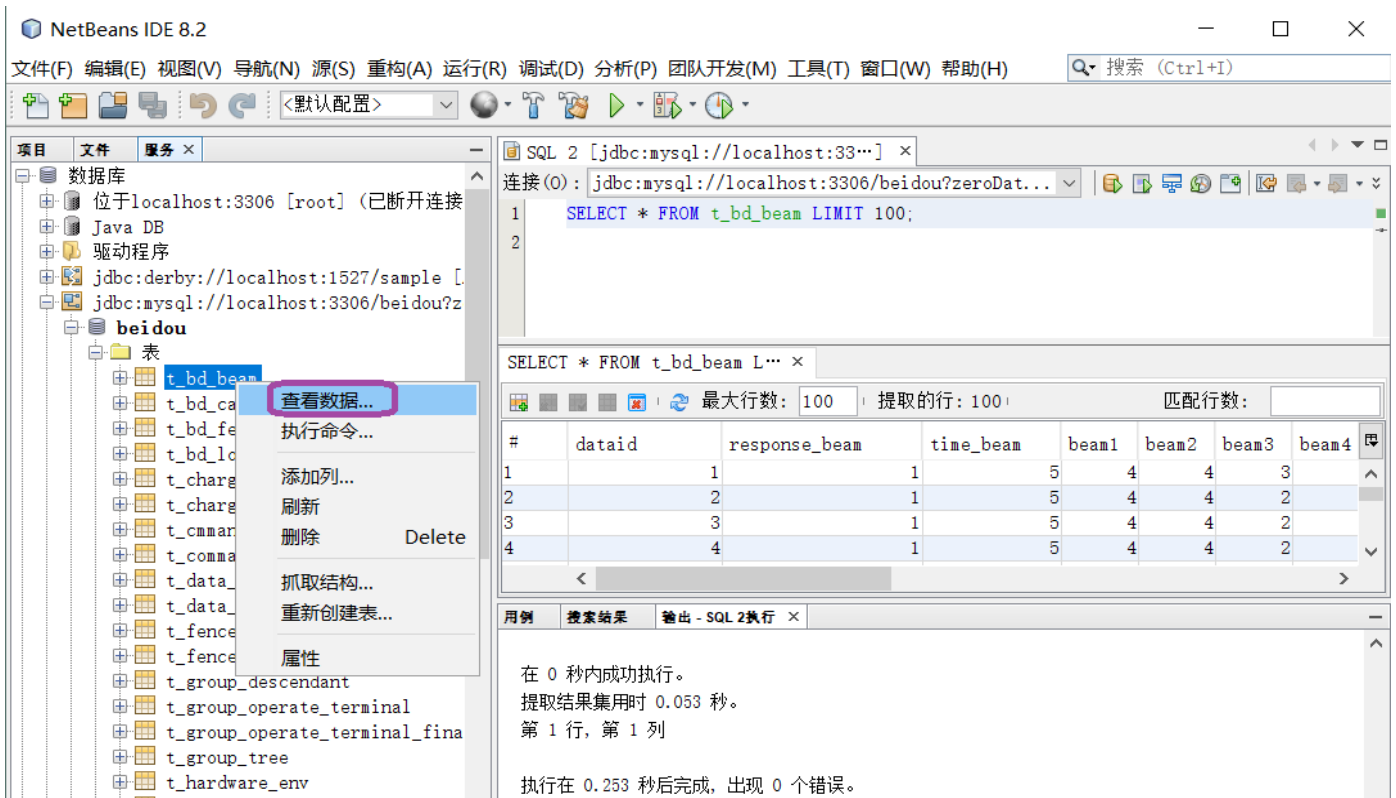 NetBeans IDE 8.2
文件(F) 编辑(E) 视图(V) 导航(N) 源(S) 重构(A) 运行(R) 调试(D) 分析(P) 团队开发(M) 工具(T) 窗口(W) 帮助(H)
搜索 (Ctrl+I)
<默认配置>
项目 文件 服务
数据库
位于localhost:3306 [root] (已断开连接
Java DB
驱动程序
jdbc:derby://localhost:1527/sample [.
jdbc:mysql://localhost:3306/beidou?z
beidou
表
t_bd_beam
t_bd_ca
t_bd_fe
t_bd_lo
t_charg
t_charg
t_cmman
t_comma
t_data_
t_data_
t_fence
t_fence
t_group_descendant
t_group_operate_terminal
t_group_operate_terminal_fina
t_group_tree
t_hardware_env
查看数据...
执行命令...
添加列...
刷新
删除 Delete
抓取结构...
重新创建表...
属性
SQL 2 [jdbc:mysql://localhost:33…]
连接(O): jdbc:mysql://localhost:3306/beidou?zeroDat...
1 SELECT * FROM t_bd_beam LIMIT 100;
2
SELECT * FROM t_bd_beam L…
最大行数: 100 提取的行: 100 匹配行数:
# dataid response_beam time_beam beam1 beam2 beam3 beam4
1 1 1 5 4 4 3
2 2 1 5 4 4 2
3 3 1 5 4 4 2
4 4 1 5 4 4 2
用例 搜索结果 输出 - SQL 2执行
在 0 秒内成功执行。
提取结果集用时 0.053 秒。
第 1 行, 第 1 列
执行在 0.253 秒后完成, 出现 0 个错误。